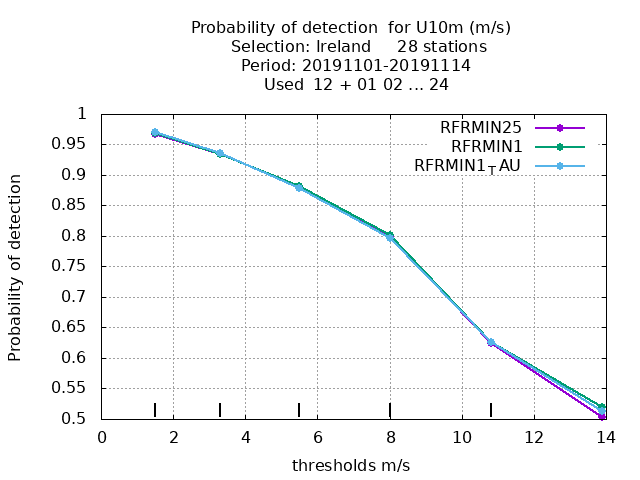 Probability of detection  for U10m (m/s)
Selection: Ireland     28 stations
Period: 20191101-20191114
Used  12 + 01 02 ... 24
Probability of detection
1
0.95
0.9
0.85
0.8
0.75
0.7
0.65
0.6
0.55
0.5
RFRMIN25
RFRMIN1
RFRMIN1TAU
0 2 4 6 8 10 12 14
thresholds m/s